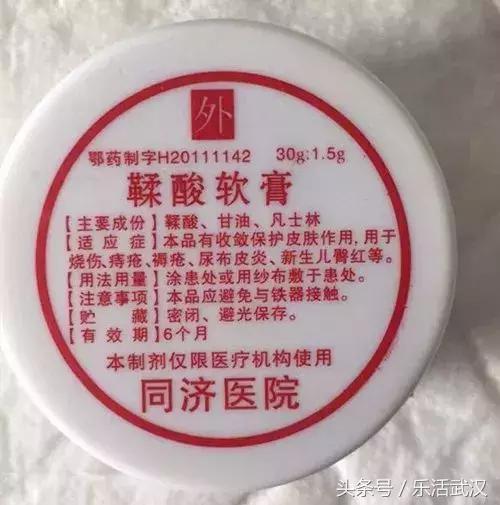 外
鄂药制字H20111142 30g:1.5g
鞣酸软膏
【主要成份】鞣酸、甘油、凡士林
【适应症】本品有收敛保护皮肤作用,用于
烧伤、痔疮、褥疮、尿布皮炎、新生儿臀红等。
【用法用量】涂患处或用纱布敷于患处。
【注意事项】本品应避免与铁器接触。
【贮藏】密闭、避光保存。
【有效期】6个月
本制剂仅限医疗机构使用
同济医院
头条号/乐活武汉